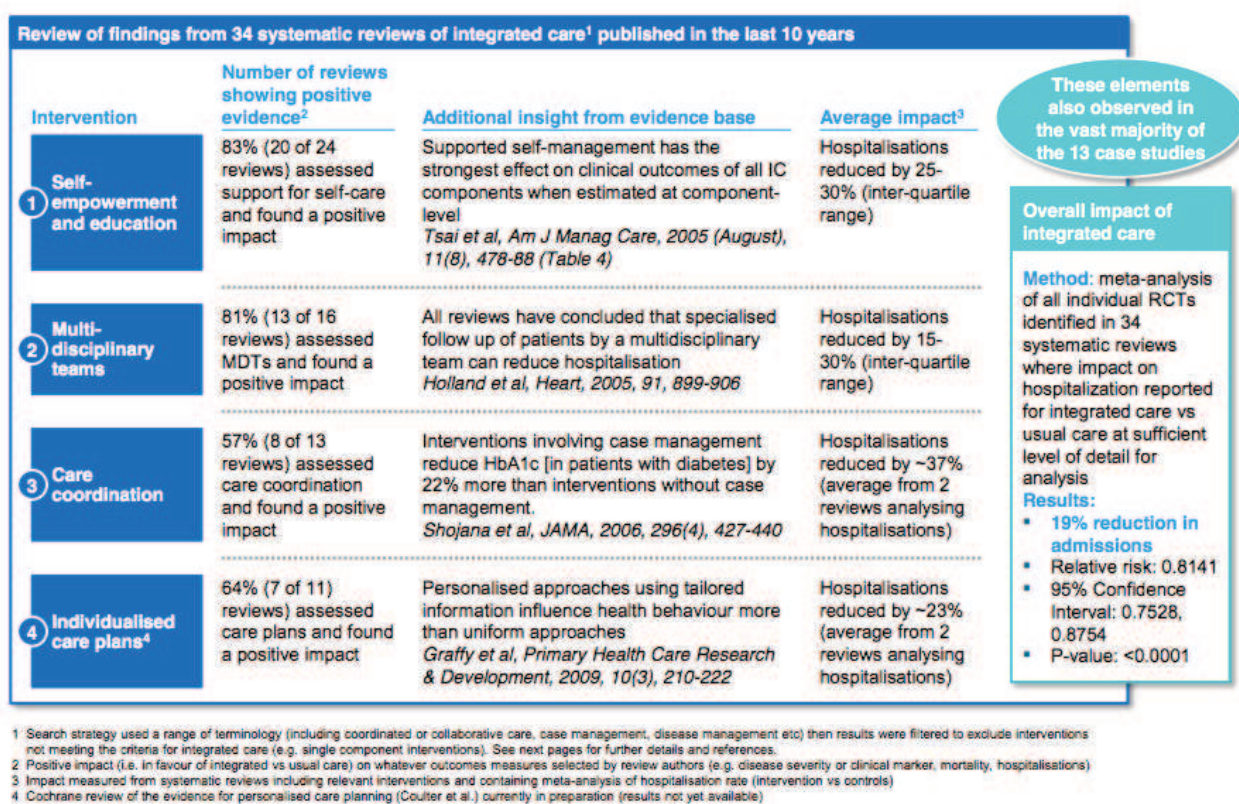 Review of findings from 34 systematic reviews of integrated care1 published in the last 10 years
Intervention
Number of reviews
showing positive
evidence2
Additional insight from evidence base
Average impact3
1
Self-
empowerment
and education
83% (20 of 24
reviews) assessed
support for self-care
and found a positive
impact
Supported self-management has the
strongest effect on clinical outcomes of all IC
components when estimated at component-
level
Tsai et al, Am J Manag Care, 2005 (August),
11(8), 478-88 (Table 4)
Hospitalisations
reduced by 25-
30% (inter-quartile
range)
2
Multi-
disciplinary
teams
81% (13 of 16
reviews) assessed
MDTs and found a
positive impact
All reviews have concluded that specialised
follow up of patients by a multidisciplinary
team can reduce hospitalisation
Holland et al, Heart, 2005, 91, 899-906
Hospitalisations
reduced by 15-
30% (inter-quartile
range)
3
Care
coordination
57% (8 of 13
reviews) assessed
care coordination
and found a positive
impact
Interventions involving case management
reduce HbA1c [in patients with diabetes] by
22% more than interventions without case
management.
Shojana et al, JAMA, 2006, 296(4), 427-440
Hospitalisations
reduced by ~37%
(average from 2
reviews analysing
hospitalisations)
4
Individualised
care plans4
64% (7 of 11)
reviews) assessed
care plans and found
a positive impact
Personalised approaches using tailored
information influence health behaviour more
than uniform approaches
Graffy et al, Primary Health Care Research
& Development, 2009, 10(3), 210-222
Hospitalisations
reduced by ~23%
(average from 2
reviews analysing
hospitalisations)
These elements
also observed in
the vast majority of
the 13 case studies
Overall impact of
integrated care
Method: meta-analysis
of all individual RCTs
identified in 34
systematic reviews
where impact on
hospitalization reported
for integrated care vs
usual care at sufficient
level of detail for
analysis
Results:
▪ 19% reduction in
admissions
▪ Relative risk: 0.8141
▪ 95% Confidence
Interval: 0.7528,
0.8754
▪ P-value: <0.0001
1 Search strategy used a range of terminology (including coordinated or collaborative care, case management, disease management etc) then results were filtered to exclude interventions
not meeting the criteria for integrated care (e.g. single component interventions). See next pages for further details and references.
2 Positive impact (i.e. in favour of integrated vs usual care) on whatever outcomes measures selected by review authors (e.g. disease severity or clinical marker, mortality, hospitalisations)
3 Impact measured from systematic reviews including relevant interventions and containing meta-analysis of hospitalisation rate (intervention vs controls)
4 Cochrane review of the evidence for personalised care planning (Coulter et al.) currently in preparation (results not yet available)